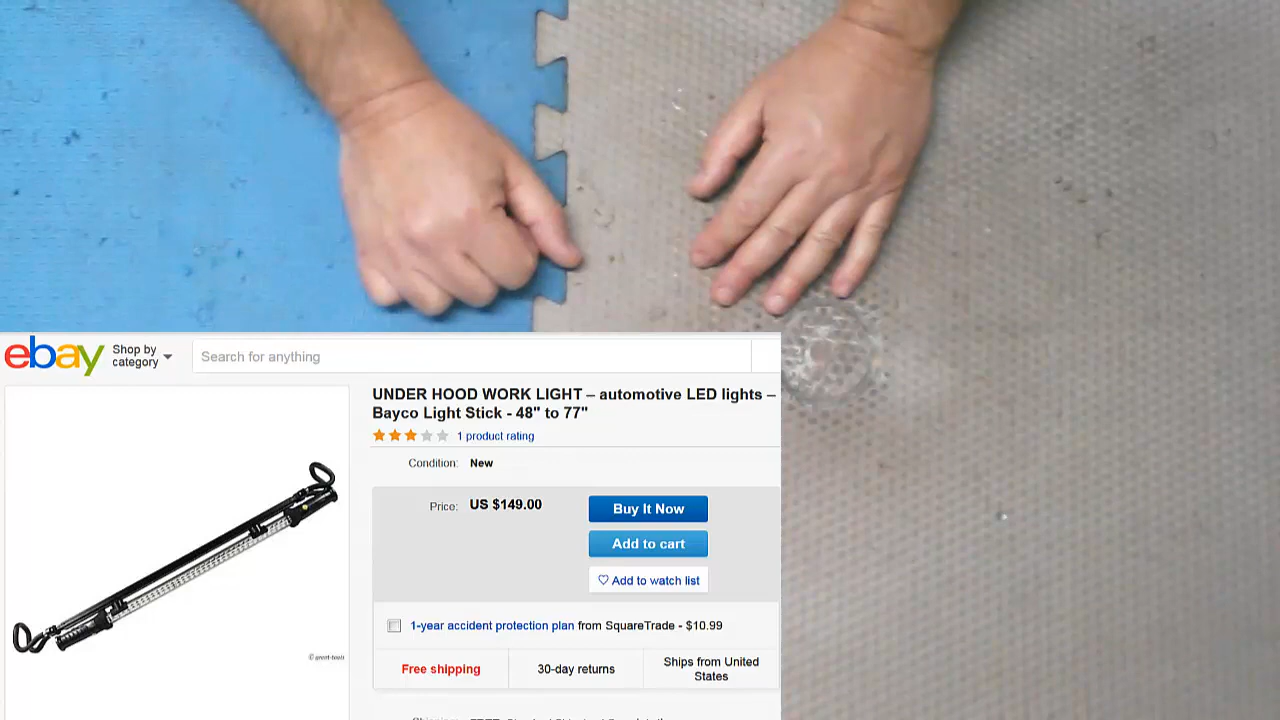 ebay
Shop by
category
Search for anything
UNDER HOOD WORK LIGHT – automotive LED lights –
Bayco Light Stick - 48" to 77"
1 product rating
Condition: New
Price: US $149.00
Buy It Now
Add to cart
Add to watch list
1-year accident protection plan from SquareTrade - $10.99
Free shipping
30-day returns
Ships from United
States
© great-tools